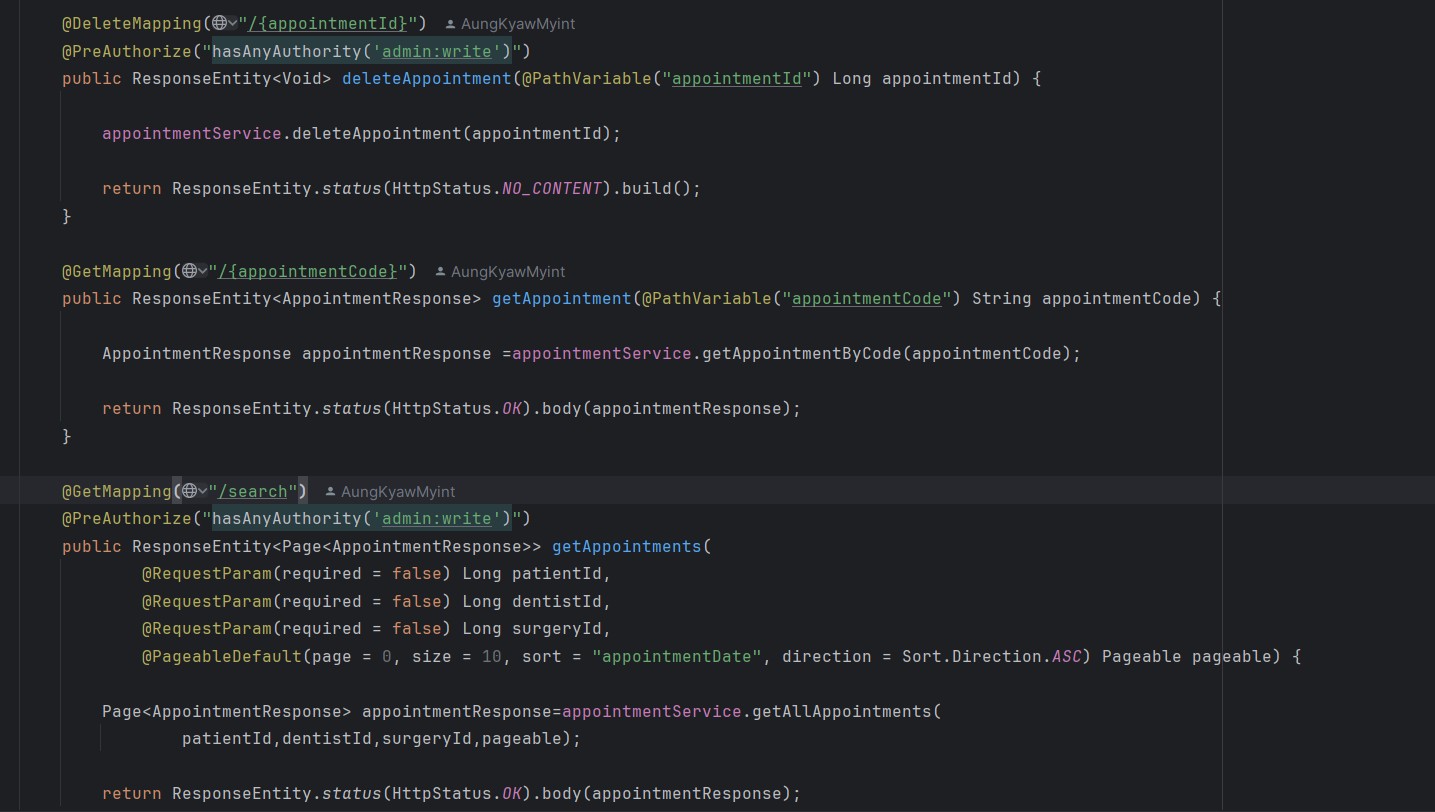 @DeleteMapping("/{appointmentId}") AungKyawMyint
@PreAuthorize("hasAnyAuthority('admin:write')")
public ResponseEntity<Void> deleteAppointment(@PathVariable("appointmentId") Long appointmentId) {
appointmentService.deleteAppointment(appointmentId);
return ResponseEntity.status(HttpStatus.NO_CONTENT).build();
}
@GetMapping("/{appointmentCode}") AungKyawMyint
public ResponseEntity<AppointmentResponse> getAppointment(@PathVariable("appointmentCode") String appointmentCode) {
AppointmentResponse appointmentResponse =appointmentService.getAppointmentByCode(appointmentCode);
return ResponseEntity.status(HttpStatus.OK).body(appointmentResponse);
}
@GetMapping("/search") AungKyawMyint
@PreAuthorize("hasAnyAuthority('admin:write')")
public ResponseEntity<Page<AppointmentResponse>> getAppointments(
@RequestParam(required = false) Long patientId,
@RequestParam(required = false) Long dentistId,
@RequestParam(required = false) Long surgeryId,
@PageableDefault(page = 0, size = 10, sort = "appointmentDate", direction = Sort.Direction.ASC) Pageable pageable) {
Page<AppointmentResponse> appointmentResponse=appointmentService.getAllAppointments(
patientId,dentistId,surgeryId,pageable);
return ResponseEntity.status(HttpStatus.OK).body(appointmentResponse);